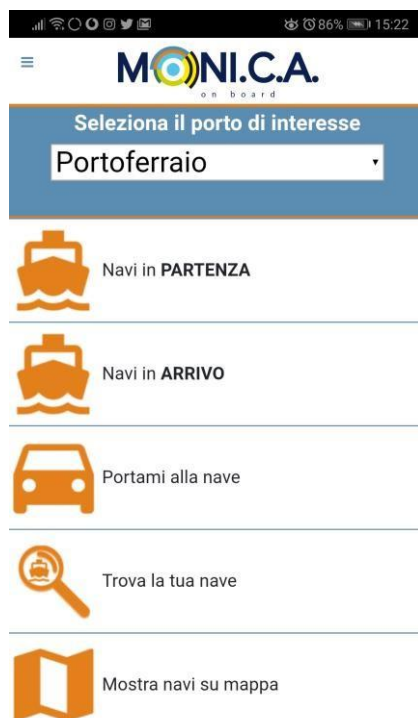 86% 15:22
MONI.C.A.
on board
Seleziona il porto di interesse
Portoferraio
Navi in PARTENZA
Navi in ARRIVO
Portami alla nave
Trova la tua nave
Mostra navi su mappa